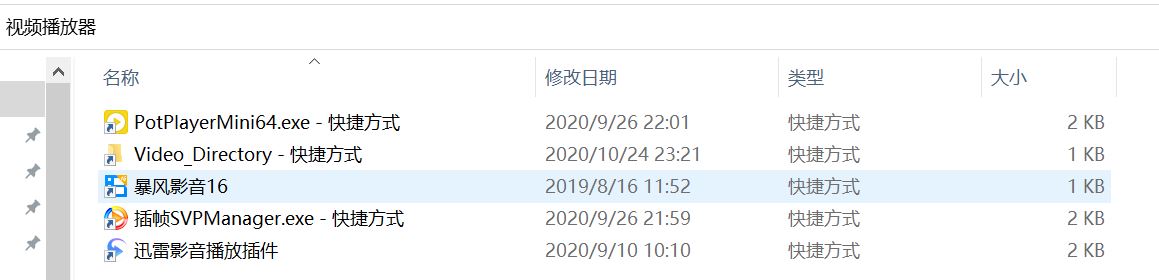 视频播放器
名称 修改日期 类型 大小
PotPlayerMini64.exe - 快捷方式 2020/9/26 22:01 快捷方式 2 KB
Video_Directory - 快捷方式 2020/10/24 23:21 快捷方式 1 KB
暴风影音16 2019/8/16 11:52 快捷方式 1 KB
插帧SVPManager.exe - 快捷方式 2020/9/26 21:59 快捷方式 2 KB
迅雷影音播放插件 2020/9/10 10:10 快捷方式 2 KB